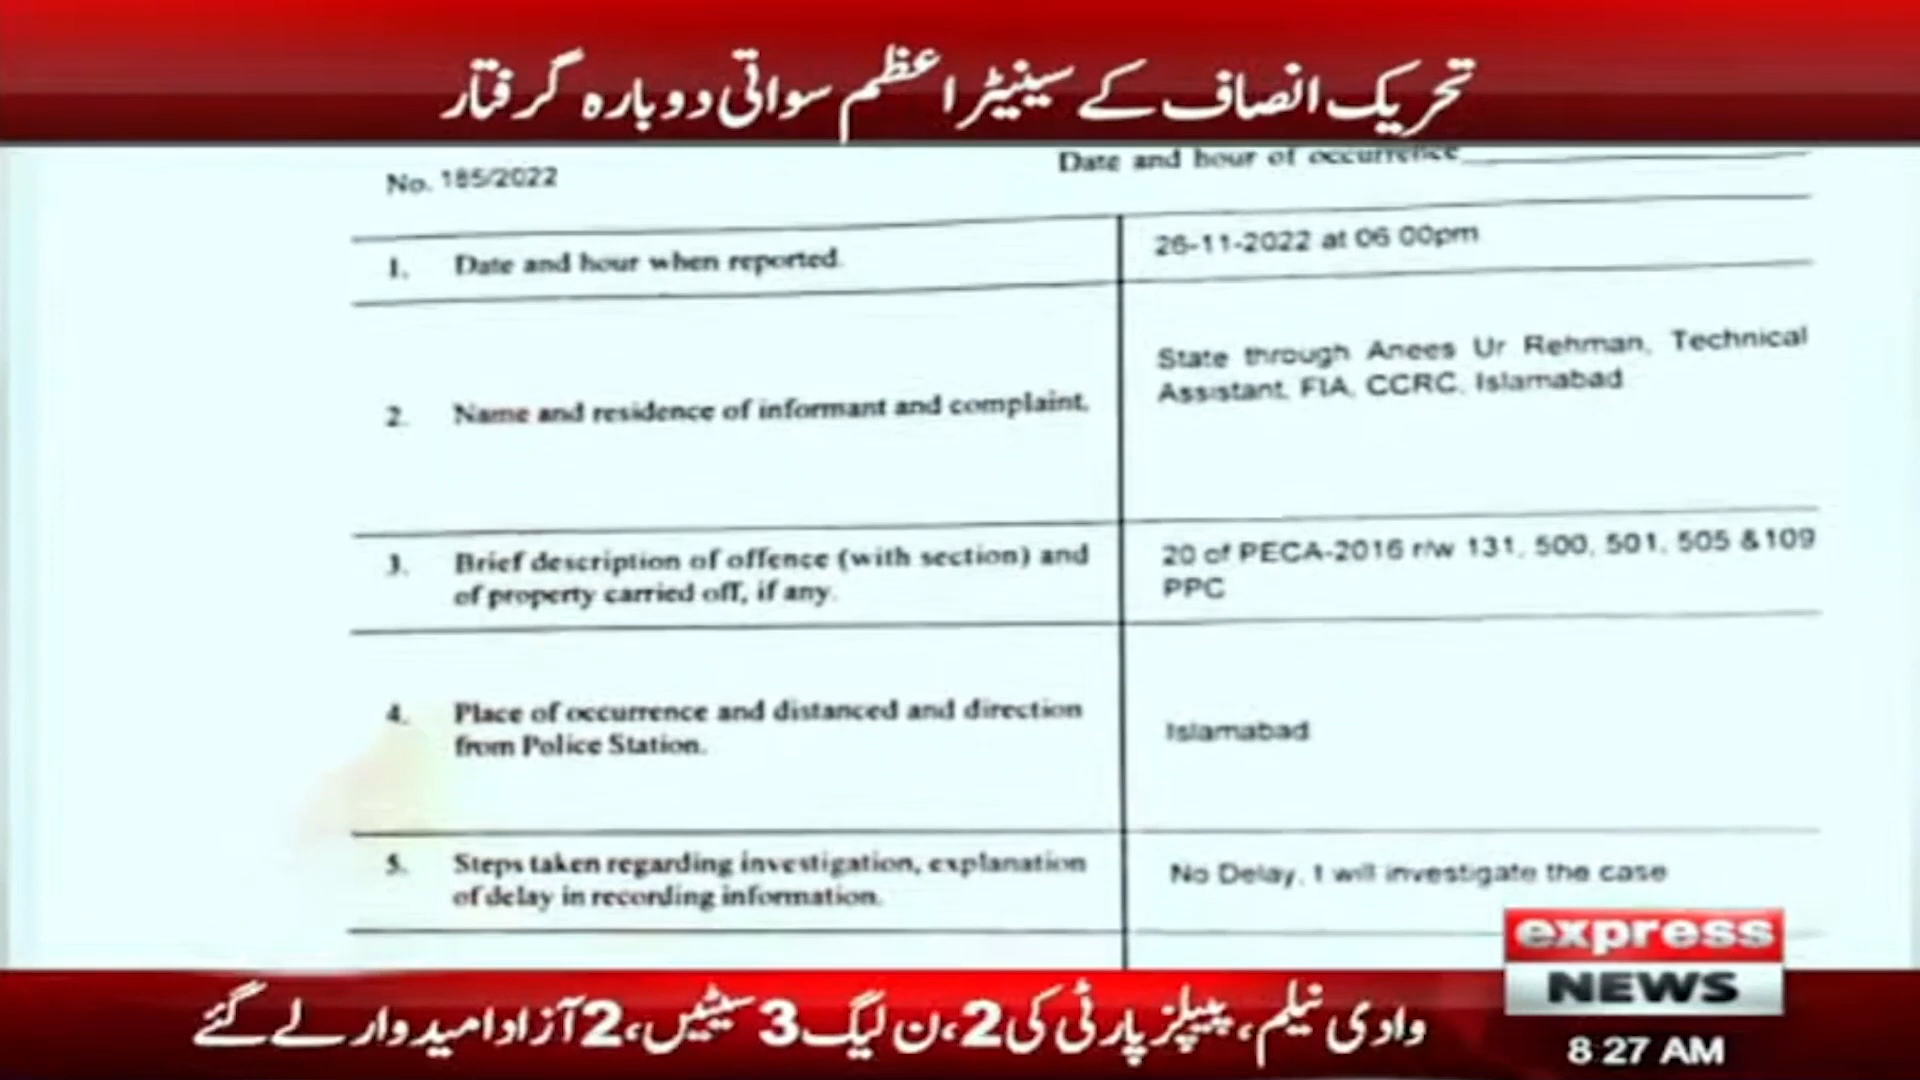 تحریک انصاف کے سینیٹر اعظم سواتی دوبارہ گرفتار
No. 185/2022
Date and hour of occurrence
1. Date and hour when reported.
26-11-2022 at 06 00pm
2. Name and residence of informant and complaint.
State through Anees Ur Rehman, Technical
Assistant, FIA, CCRC, Islamabad
3. Brief description of offence (with section) and
of property carried off, if any.
20 of PECA-2016 r/w 131, 500, 501, 505 &109
PPC
4. Place of occurrence and distanced and direction
from Police Station.
Islamabad
5. Steps taken regarding investigation, explanation
of delay in recording information.
No Delay, I will investigate the case
express
NEWS
وادی نیلم، پیپلز پارٹی کی 2، ن لیگ 3 سیٹیں، 2 آزاد امیدوار لے گئے
8:27 AM